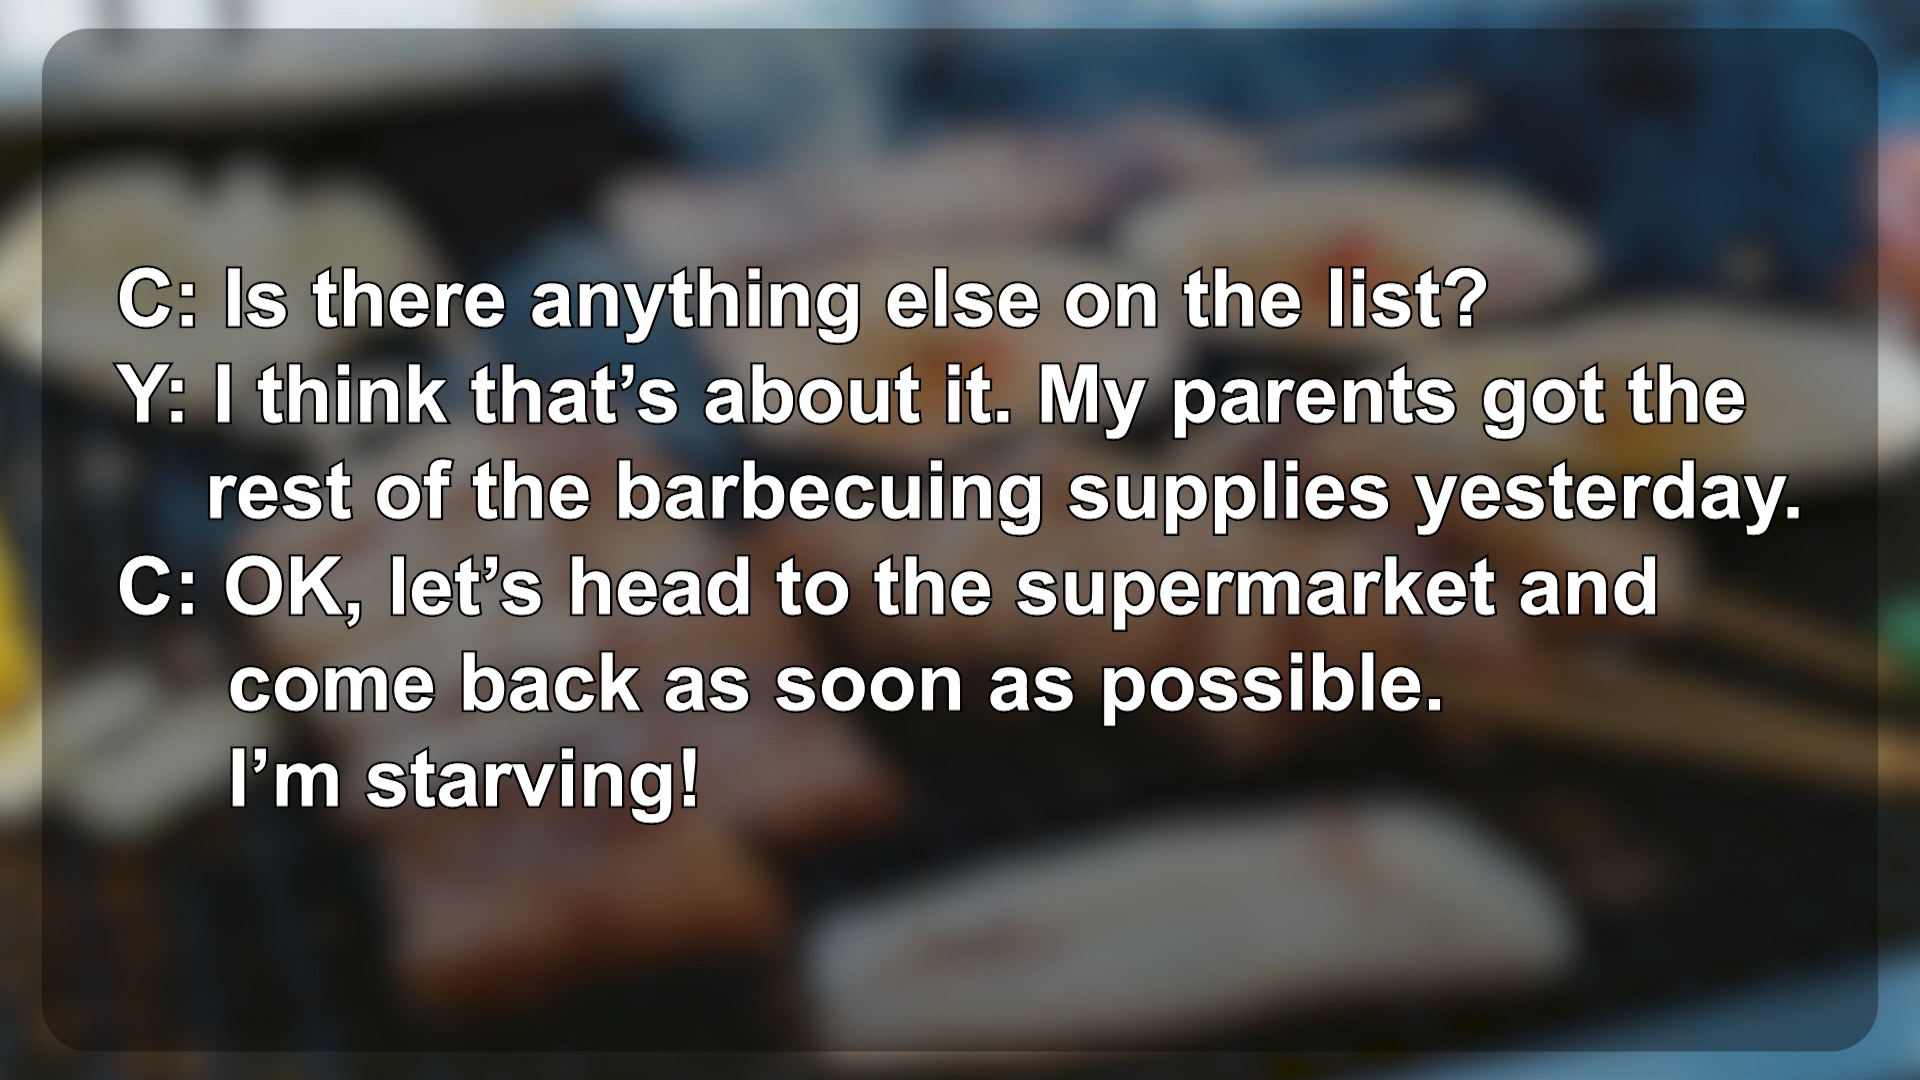 C: Is there anything else on the list?
Y: I think that’s about it. My parents got the
rest of the barbecuing supplies yesterday.
C: OK, let’s head to the supermarket and
come back as soon as possible.
I’m starving!